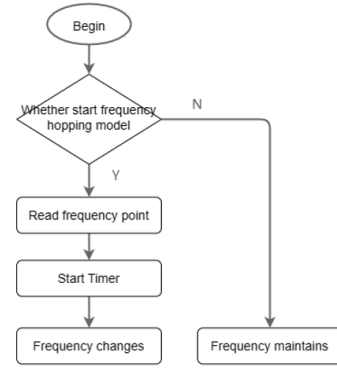 Begin
Whether start frequency
hopping model
N
Y
Read frequency point
Start Timer
Frequency changes
Frequency maintains